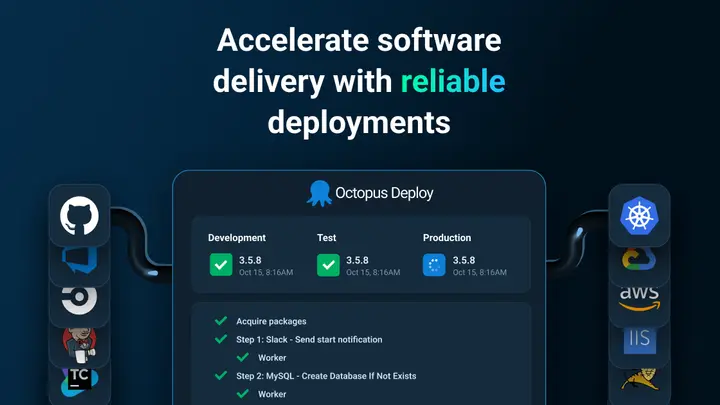 Accelerate software
delivery with reliable
deployments
Octopus Deploy
Development
Test
Production
3.5.8
Oct 15, 8:16AM
3.5.8
Oct 15, 8:16AM
3.5.8
Oct 15, 8:16AM
Acquire packages
Step 1: Slack - Send start notification
Worker
Step 2: MySQL - Create Database If Not Exists
Worker
TC
aws
IIS